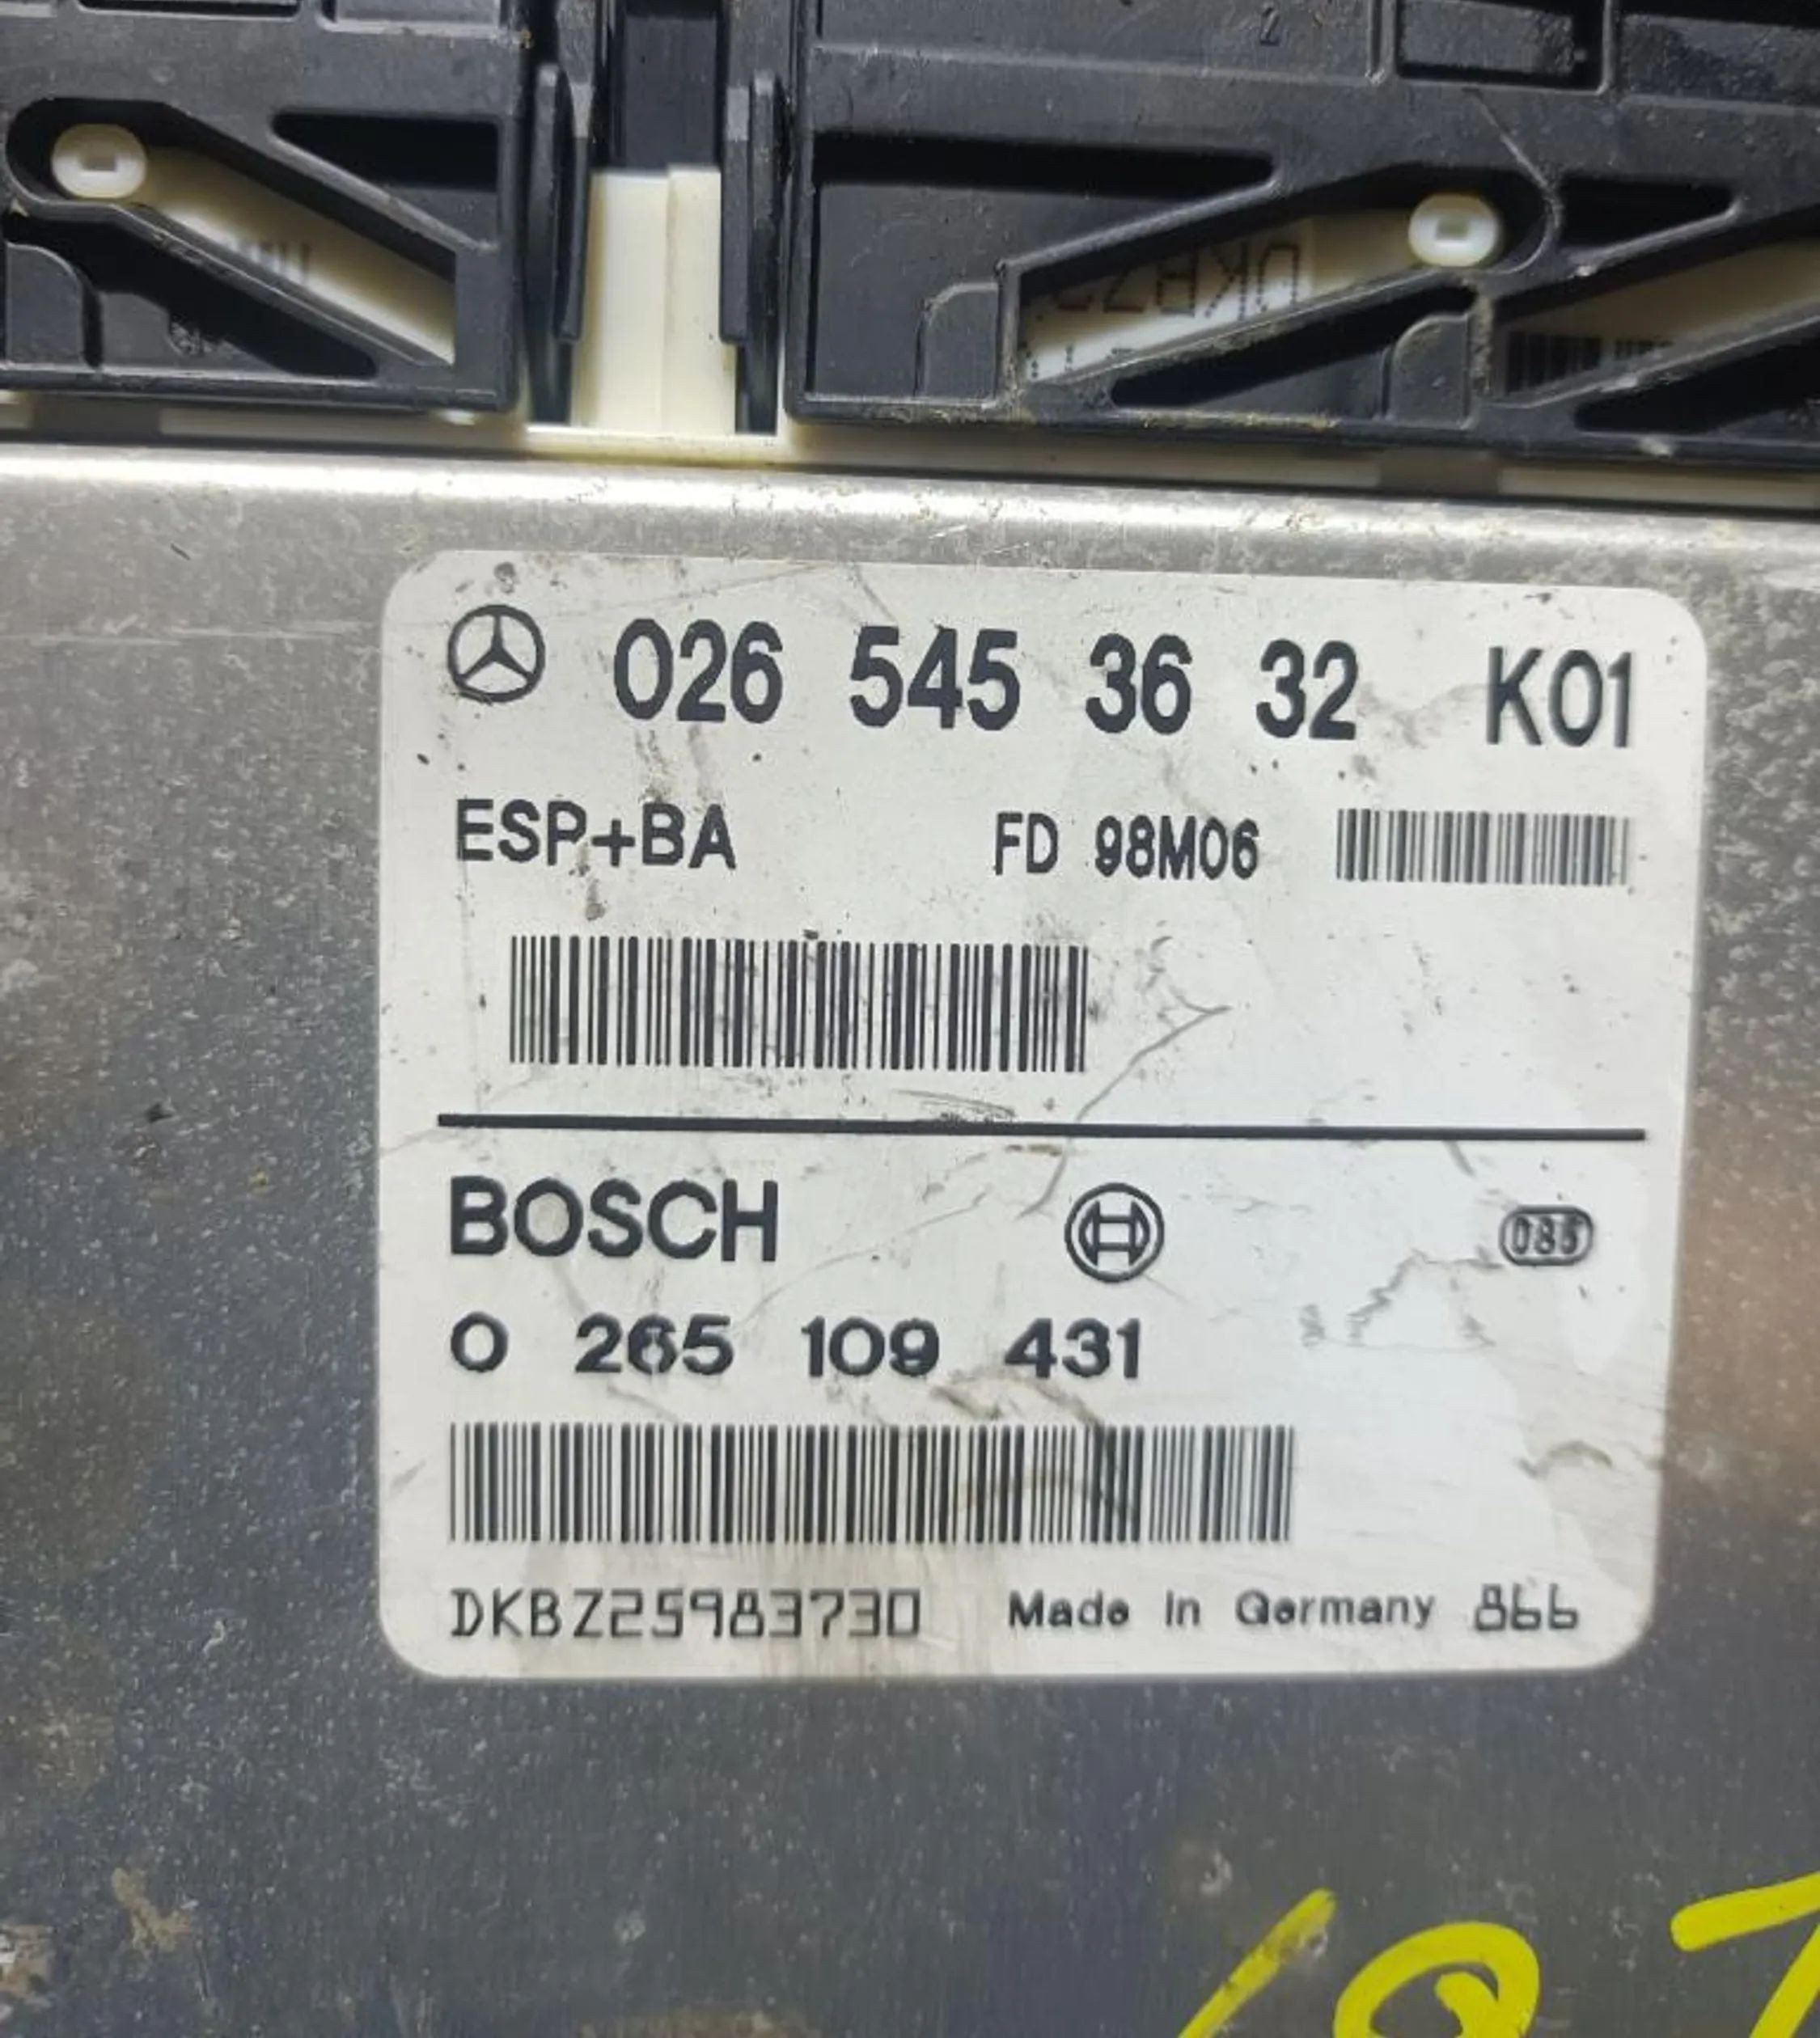 026 545 36 32 K01
ESP+BA FD 98M06
BOSCH 085
0 265 109 431
DKBZ25983730 Made in Germany 866